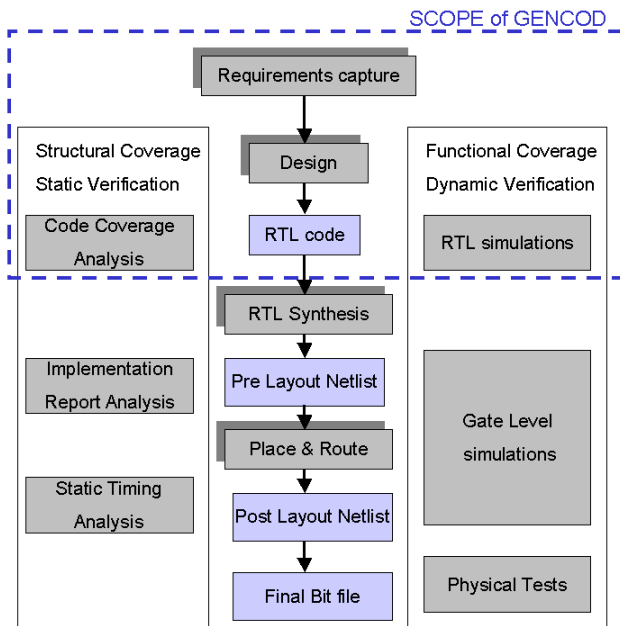 SCOPE of GENCOD
Requirements capture
Structural Coverage
Static Verification
Design
Functional Coverage
Dynamic Verification
Code Coverage
Analysis
RTL code
RTL simulations
RTL Synthesis
Implementation
Report Analysis
Pre Layout Netlist
Gate Level
simulations
Place & Route
Static Timing
Analysis
Post Layout Netlist
Final Bit file
Physical Tests